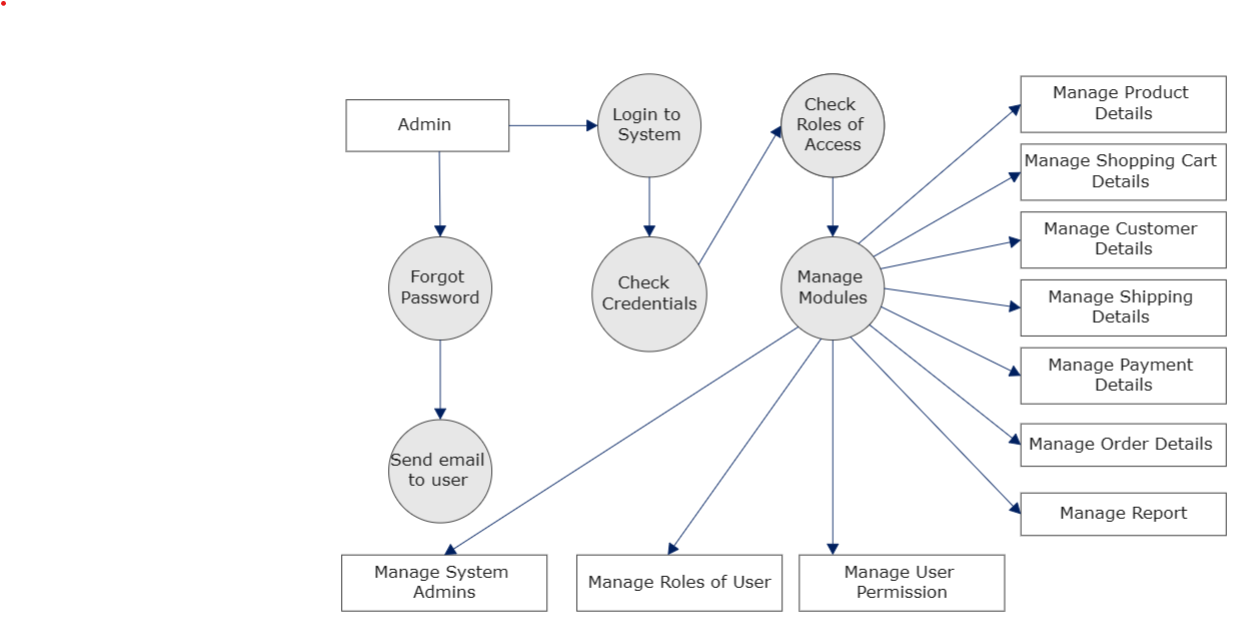 Admin
Login to
System
Check
Roles of
Access
Manage Product
Details
Manage Shopping Cart
Details
Manage Customer
Details
Forgot
Password
Check
Credentials
Manage
Modules
Manage Shipping
Details
Manage Payment
Details
Manage Order Details
Send email
to user
Manage Report
Manage System
Admins
Manage Roles of User
Manage User
Permission